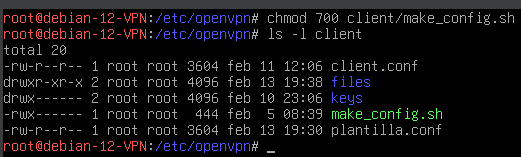 root@debian-12-VPN:/etc/openvpn# chmod 700 client/make_config.sh
root@debian-12-VPN:/etc/openvpn# ls -l client
total 20
-rw-r--r-- 1 root root 3604 feb 11 12:06 client.conf
drwxr-xr-x 2 root root 4096 feb 13 19:38 files
drwx------ 2 root root 4096 feb 10 23:06 keys
-rwx------ 1 root root  444 feb  5 08:39 make_config.sh
-rw-r--r-- 1 root root 3604 feb 13 19:30 plantilla.conf
root@debian-12-VPN:/etc/openvpn# _